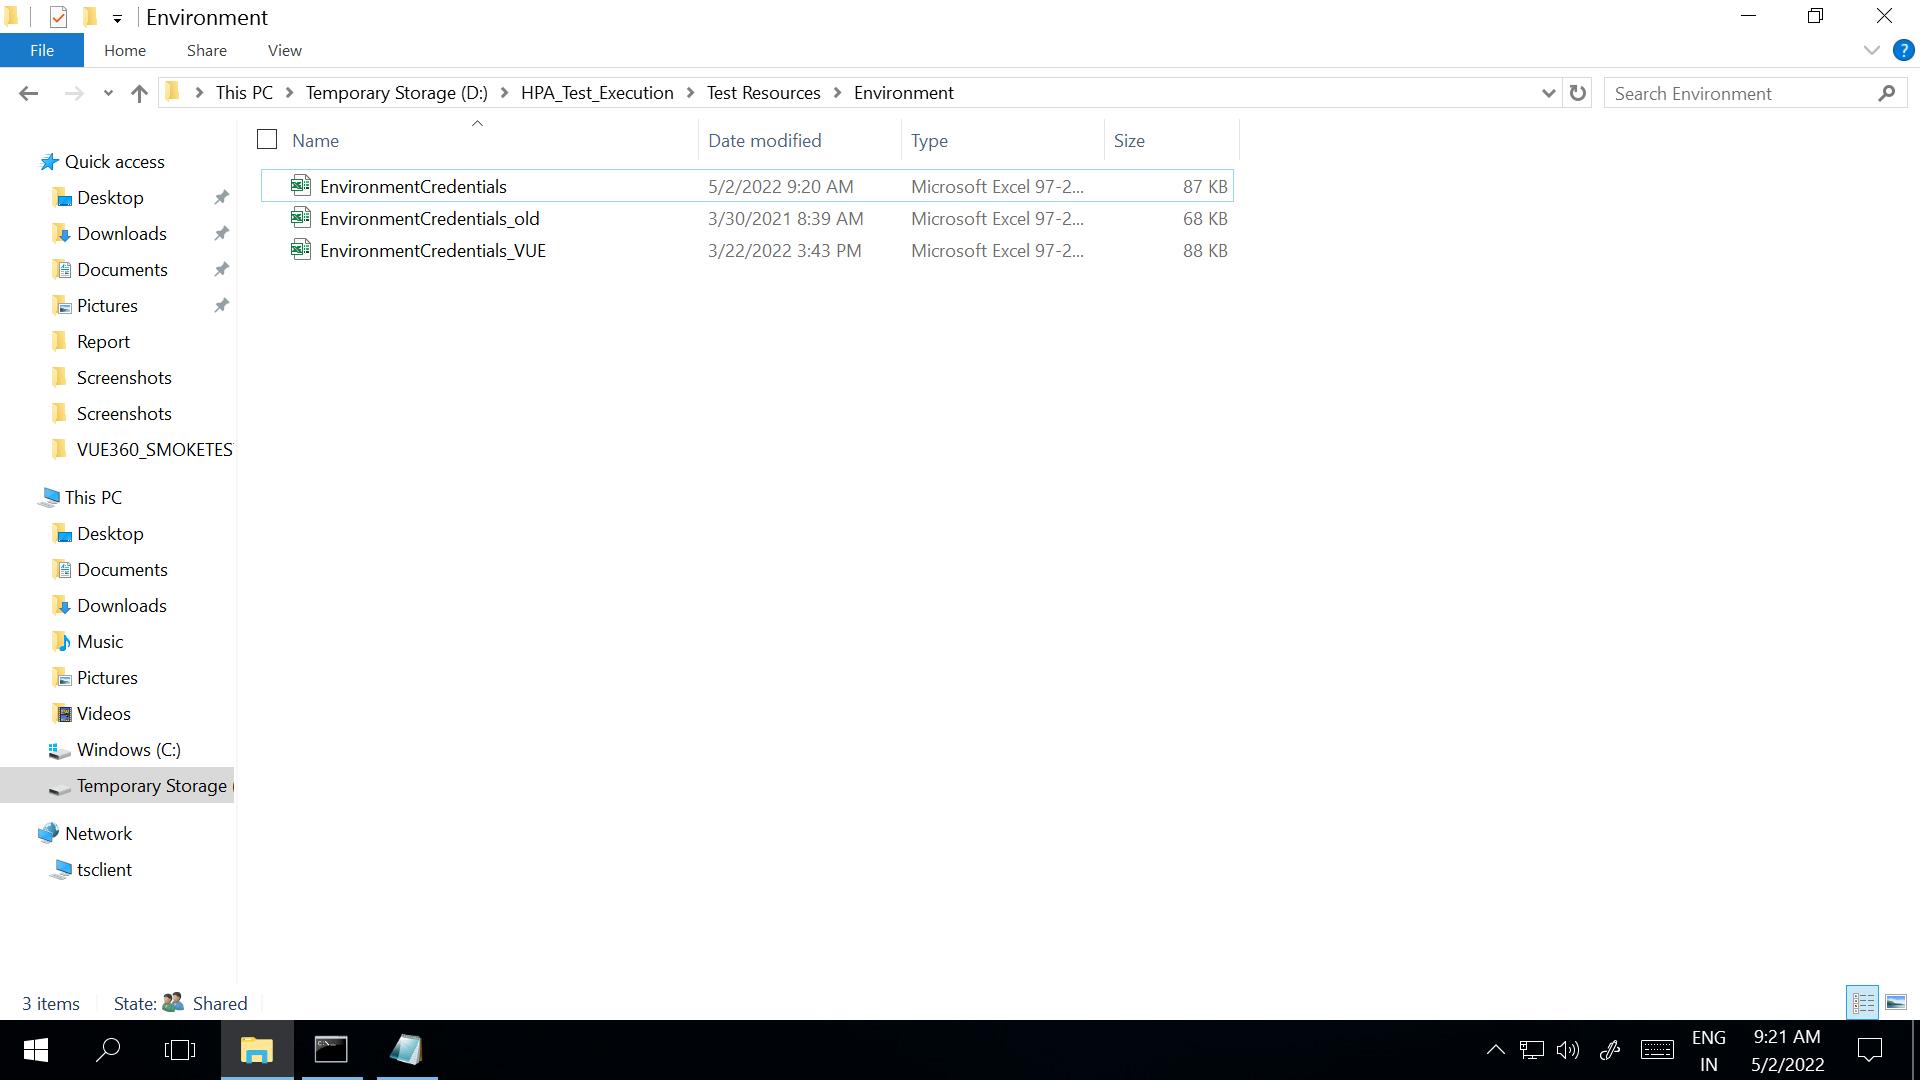 Environment
File Home Share View
This PC > Temporary Storage (D:) > HPA_Test_Execution > Test Resources > Environment
Search Environment
Name Date modified Type Size
EnvironmentCredentials 5/2/2022 9:20 AM Microsoft Excel 97-2... 87 KB
EnvironmentCredentials_old 3/30/2021 8:39 AM Microsoft Excel 97-2... 68 KB
EnvironmentCredentials_VUE 3/22/2022 3:43 PM Microsoft Excel 97-2... 88 KB
Quick access
Desktop
Downloads
Documents
Pictures
Report
Screenshots
Screenshots
VUE360_SMOKETES
This PC
Desktop
Documents
Downloads
Music
Pictures
Videos
Windows (C:)
Temporary Storage (
Network
tsclient
3 items State: Shared
ENG 9:21 AM
IN 5/2/2022